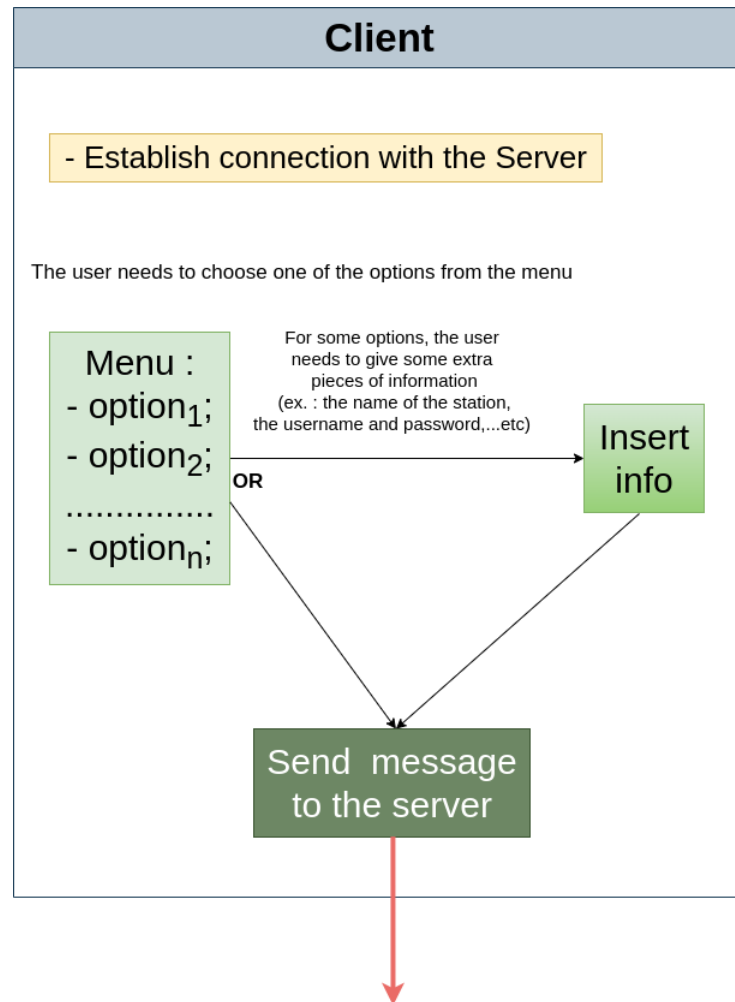 Client
- Establish connection with the Server
The user needs to choose one of the options from the menu
Menu :
- option₁;
- option₂;
...............
- optionₙ;
For some options, the user
needs to give some extra
pieces of information
(ex. : the name of the station,
the username and password,...etc)
OR
Insert
info
Send  message
to the server